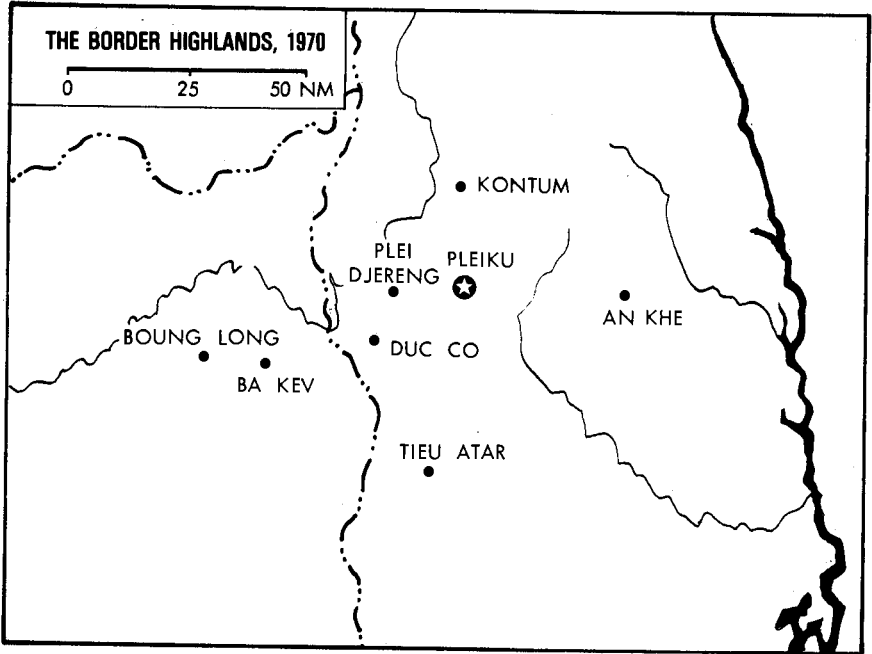 THE BORDER HIGHLANDS, 1970
0 25 50 NM
KONTUM
PLEI
DJERENG
PLEIKU
AN KHE
BOUNG LONG
DUC CO
BA KEV
TIEU ATAR